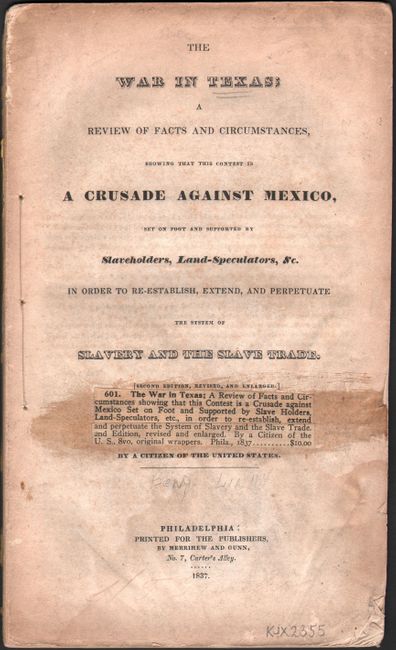 THE
WAR IN TEXAS;
A
REVIEW OF FACTS AND CIRCUMSTANCES,
SHOWING THAT THIS CONTEST IS
A CRUSADE AGAINST MEXICO,
SET ON FOOT AND SUPPORTED BY
Slaveholders, Land-Speculators, &c.
IN ORDER TO RE-ESTABLISH, EXTEND, AND PERPETUATE
THE SYSTEM OF
SLAVERY AND THE SLAVE TRADE.
[SECOND EDITION, REVISED, AND ENLARGED.]
601. The War in Texas; A Review of Facts and Cir-
cumstances showing that this Contest is a Crusade against
Mexico Set on Foot and Supported by Slave Holders,
Land-Speculators, etc., in order to re-establish, extend
and perpetuate the System of Slavery and the Slave Trade.
2nd Edition, revised and enlarged. By a Citizen of the
U. S., 8vo, original wrappers. Phila., 1837..........$10.00
BY A CITIZEN OF THE UNITED STATES.
PHILADELPHIA:
PRINTED FOR THE PUBLISHERS,
BY MERRIHEW AND GUNN,
No. 7, Carter's Alley.
1837.
KJX2355